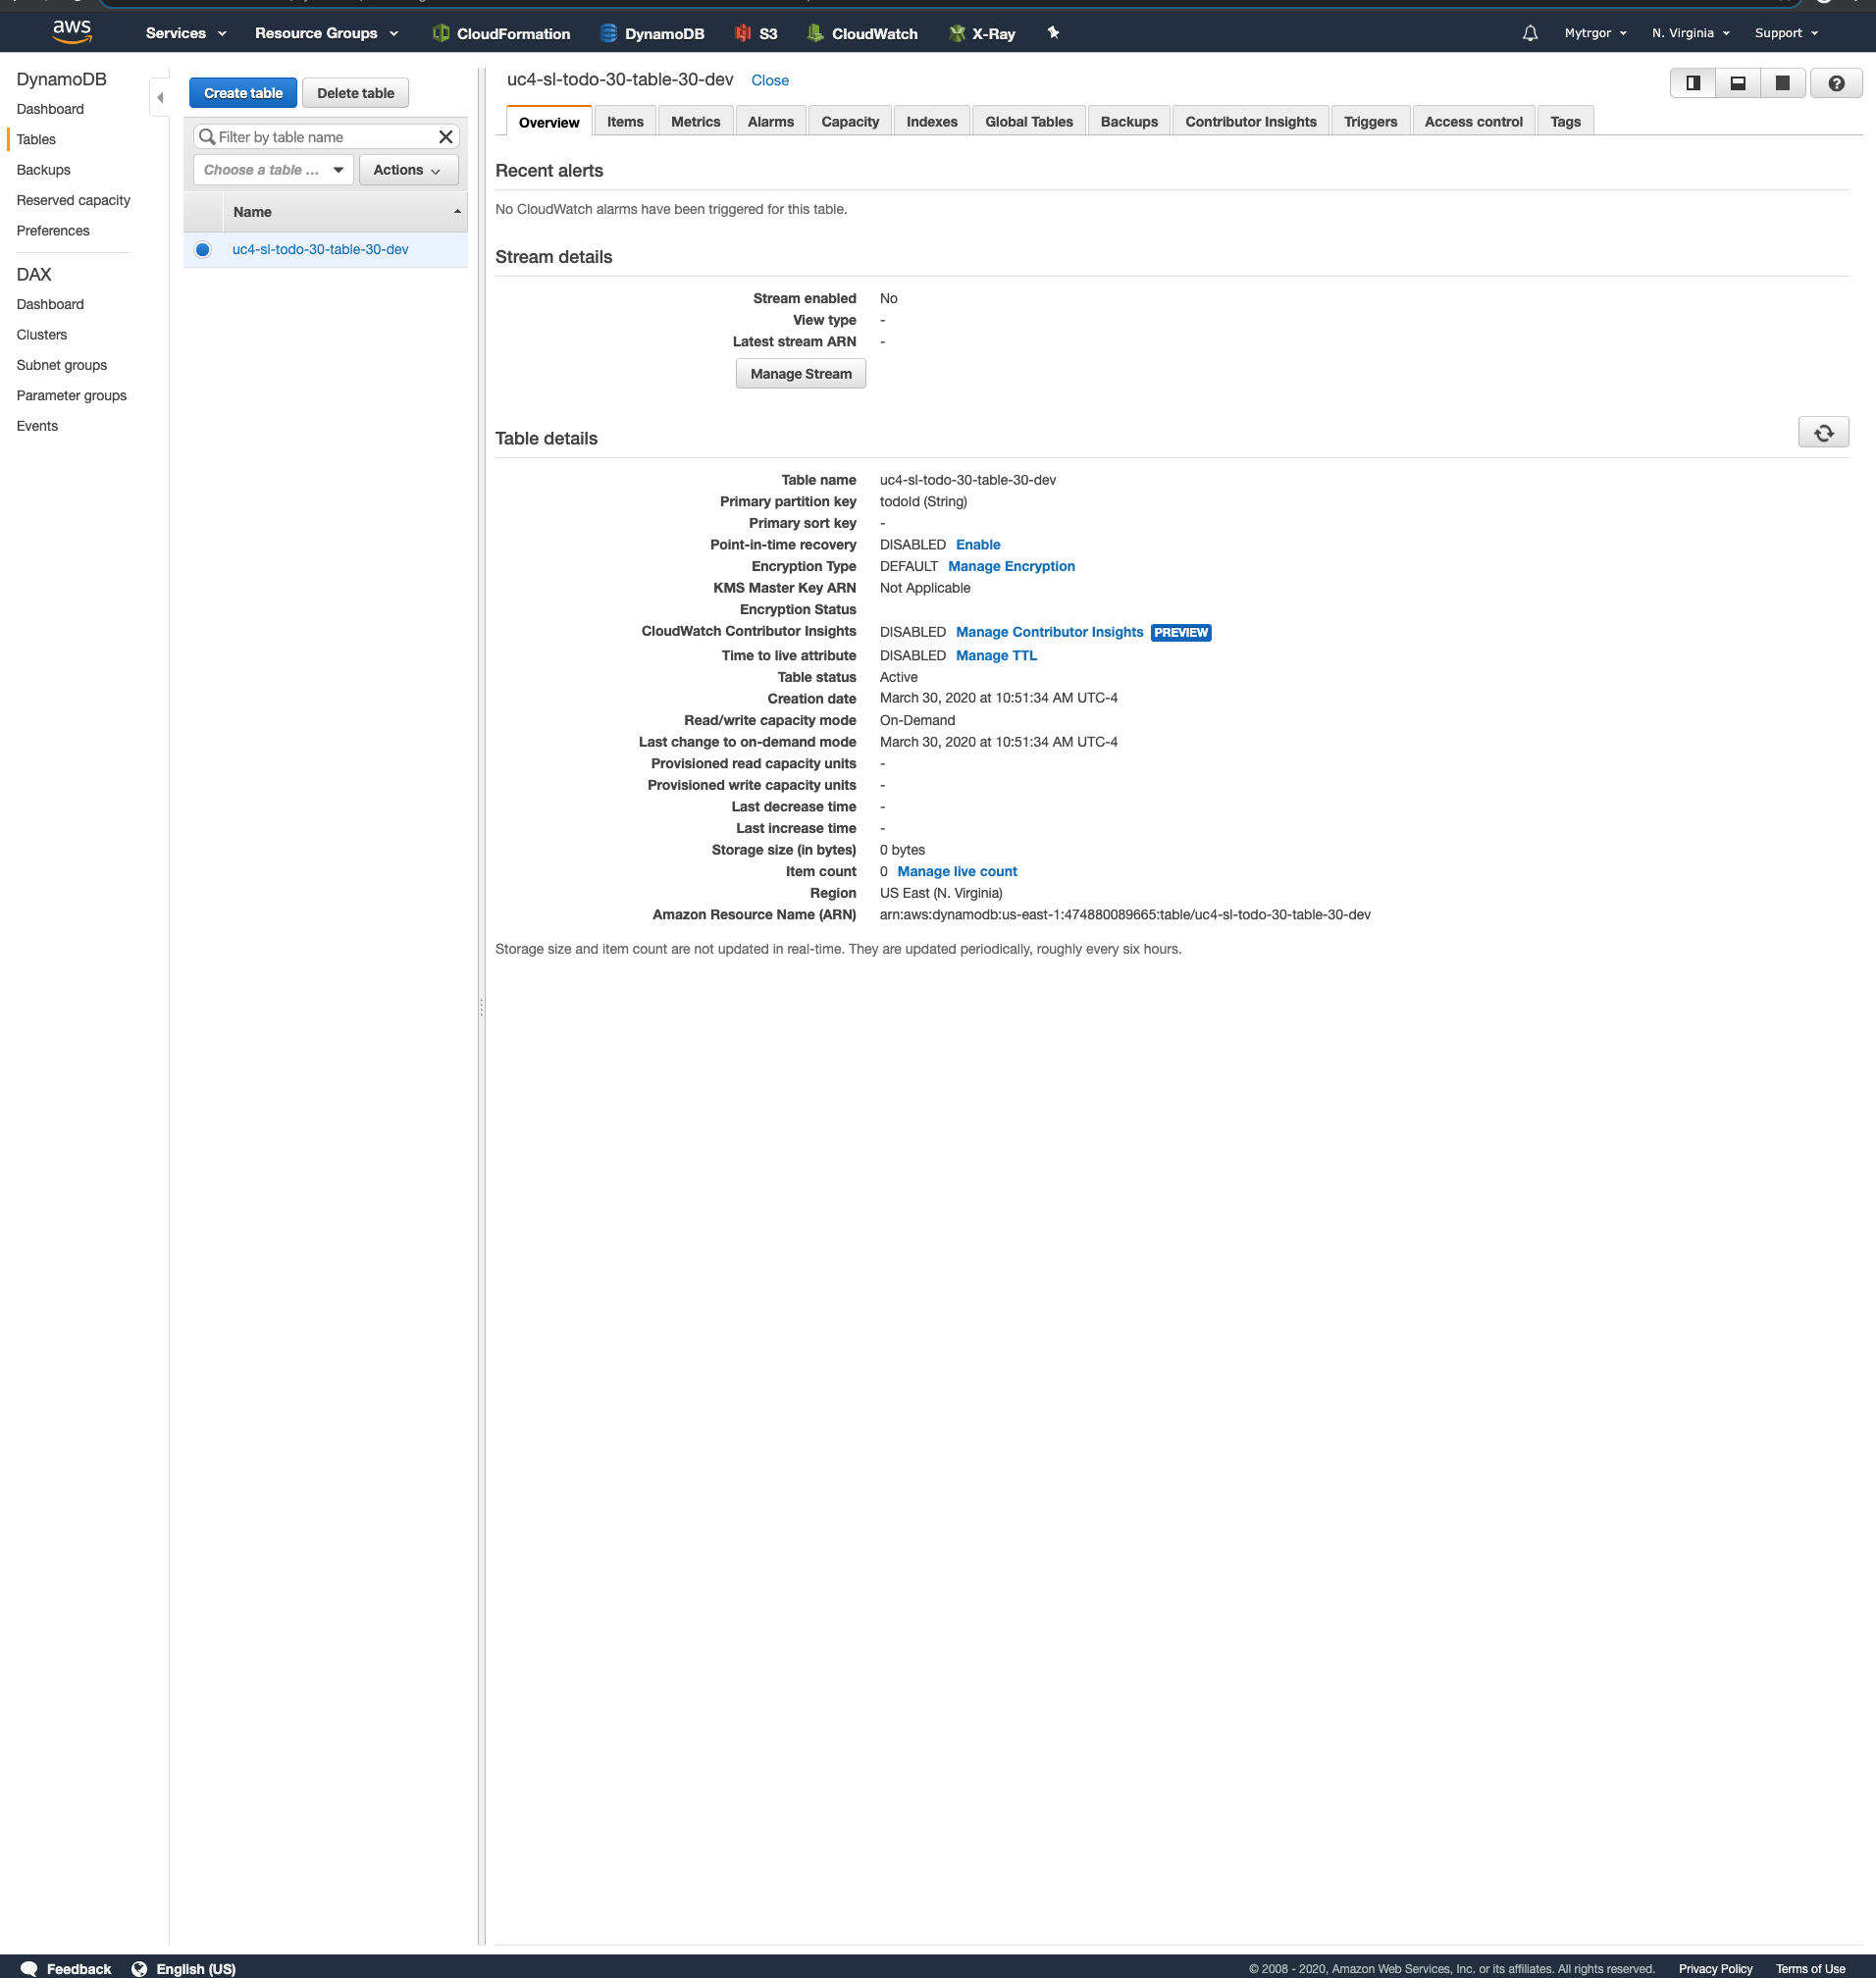 aws Services Resource Groups CloudFormation DynamoDB S3 CloudWatch X-Ray Mytrgor N. Virginia Support
DynamoDB
Dashboard
Tables
Backups
Reserved capacity
Preferences
DAX
Dashboard
Clusters
Subnet groups
Parameter groups
Events
Create table Delete table
Filter by table name
Choose a table ... Actions
Name
uc4-sl-todo-30-table-30-dev
uc4-sl-todo-30-table-30-dev Close
Overview Items Metrics Alarms Capacity Indexes Global Tables Backups Contributor Insights Triggers Access control Tags
Recent alerts
No CloudWatch alarms have been triggered for this table.
Stream details
Stream enabled No
View type -
Latest stream ARN -
Manage Stream
Table details
Table name uc4-sl-todo-30-table-30-dev
Primary partition key todoId (String)
Primary sort key -
Point-in-time recovery DISABLED Enable
Encryption Type DEFAULT Manage Encryption
KMS Master Key ARN Not Applicable
Encryption Status
CloudWatch Contributor Insights DISABLED Manage Contributor Insights PREVIEW
Time to live attribute DISABLED Manage TTL
Table status Active
Creation date March 30, 2020 at 10:51:34 AM UTC-4
Read/write capacity mode On-Demand
Last change to on-demand mode March 30, 2020 at 10:51:34 AM UTC-4
Provisioned read capacity units -
Provisioned write capacity units -
Last decrease time -
Last increase time -
Storage size (in bytes) 0 bytes
Item count 0 Manage live count
Region US East (N. Virginia)
Amazon Resource Name (ARN) arn:aws:dynamodb:us-east-1:474880089665:table/uc4-sl-todo-30-table-30-dev
Storage size and item count are not updated in real-time. They are updated periodically, roughly every six hours.
Feedback English (US) © 2008 - 2020, Amazon Web Services, Inc. or its affiliates. All rights reserved. Privacy Policy Terms of Use